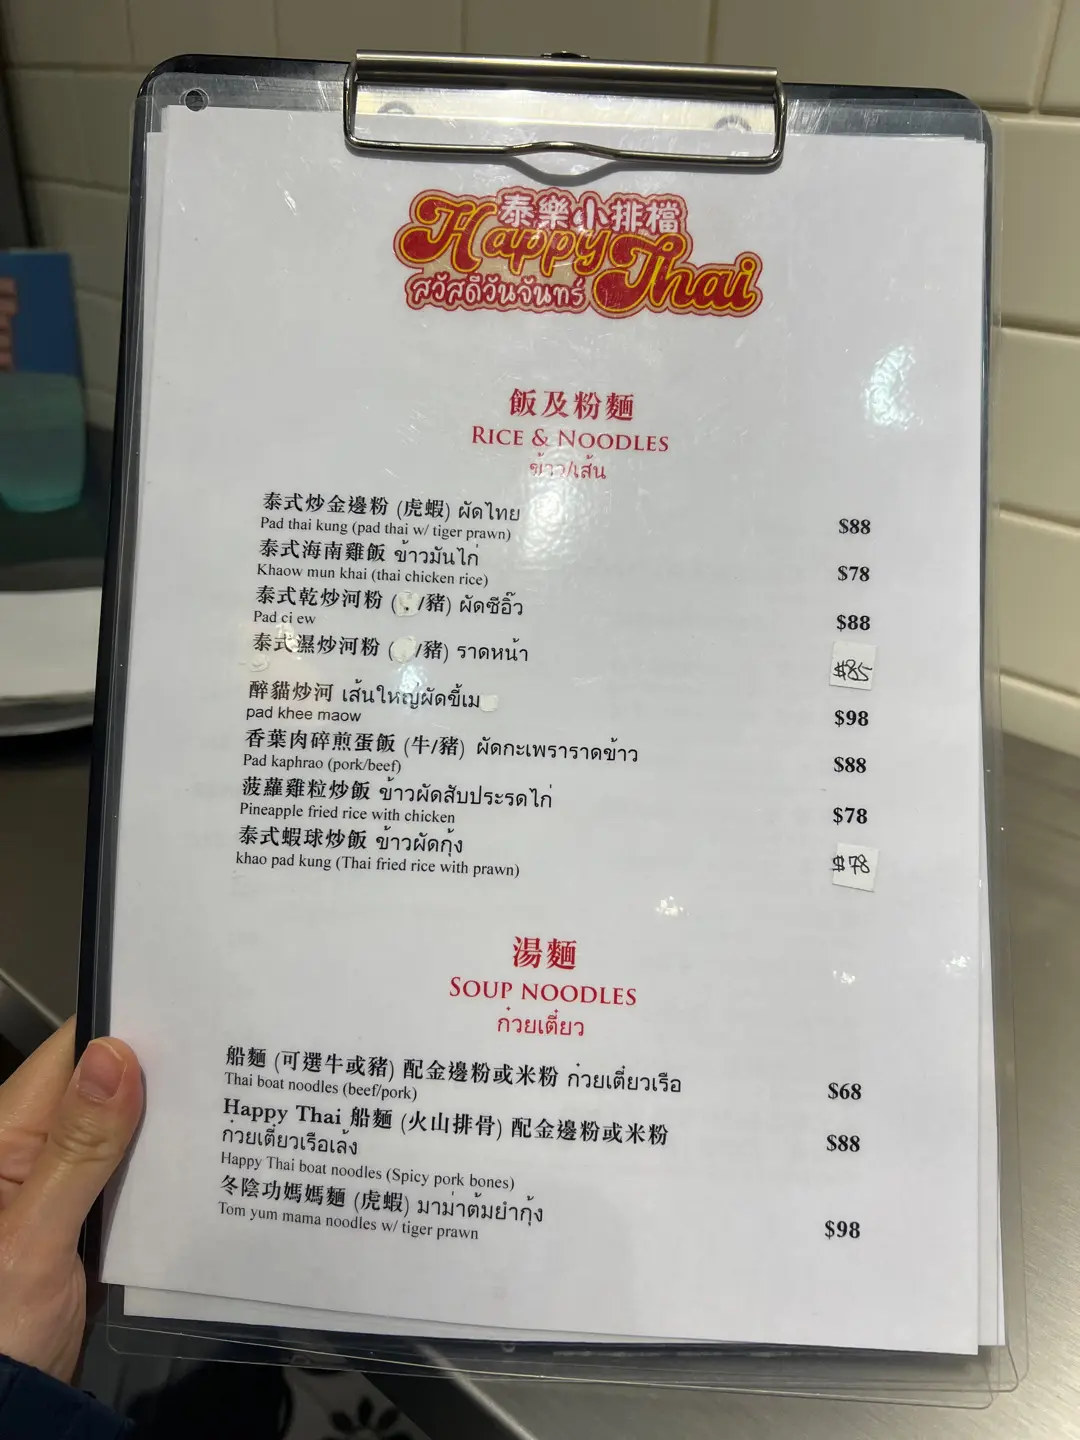 泰樂小排檔
Happy Thai
สวัสดีวันจันทร์
飯及粉麵
RICE & NOODLES
ข้าว/เส้น
泰式炒金邊粉 (虎蝦) ผัดไทย
Pad thai kung (pad thai w/ tiger prawn)
$88
泰式海南雞飯 ข้าวมันไก่
Khaow mun khai (thai chicken rice)
$78
泰式乾炒河粉 ( /豬) ผัดซีอิ๊ว
Pad ci ew
$88
泰式濕炒河粉 ( /豬) ราดหน้า
$85
醉貓炒河 เส้นใหญ่ผัดขี้เม
pad khee maow
$98
香葉肉碎煎蛋飯 (牛/豬) ผัดกะเพราราดข้าว
Pad kaphrao (pork/beef)
$88
菠蘿雞粒炒飯 ข้าวผัดสับประรดไก่
Pineapple fried rice with chicken
$78
泰式蝦球炒飯 ข้าวผัดกุ้ง
khao pad kung (Thai fried rice with prawn)
$78
湯麵
SOUP NOODLES
ก๋วยเตี๋ยว
船麵 (可選牛或豬) 配金邊粉或米粉 ก๋วยเตี๋ยวเรือ
Thai boat noodles (beef/pork)
$68
Happy Thai 船麵 (火山排骨) 配金邊粉或米粉
ก๋วยเตี๋ยวเรือเล้ง
Happy Thai boat noodles (Spicy pork bones)
$88
冬陰功媽媽麵 (虎蝦) มาม่าต้มยำกุ้ง
Tom yum mama noodles w/ tiger prawn
$98